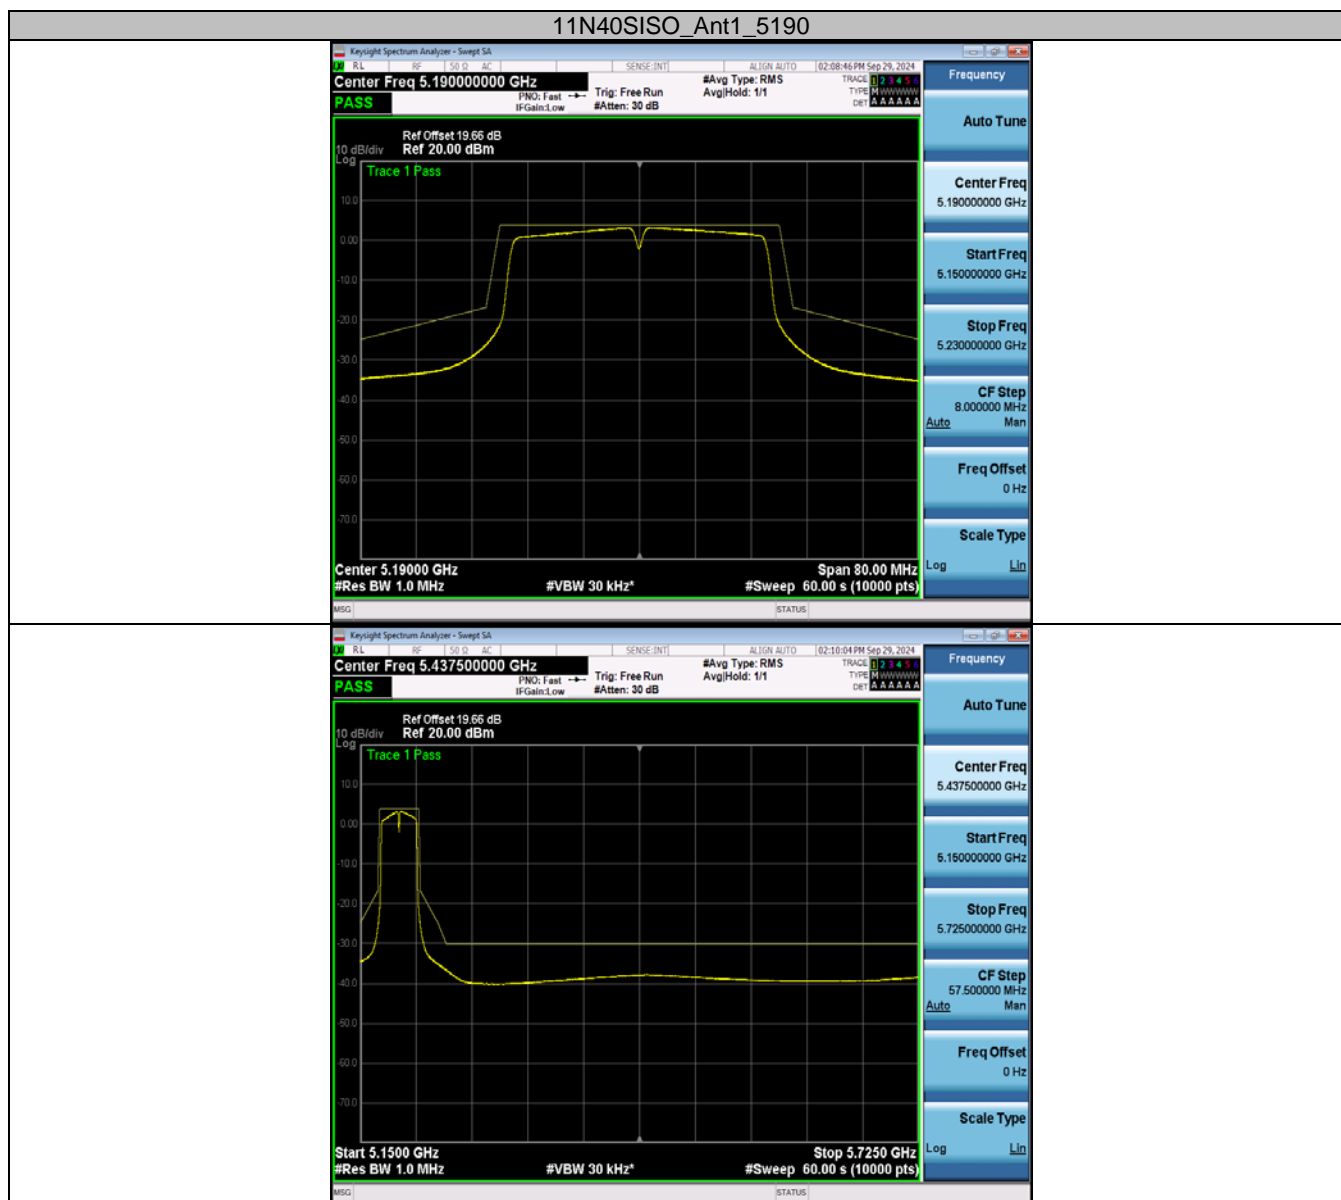 11N40SISO_Ant1_5190
Keysight Spectrum Analyzer - Swept SA
RL RF 50 Ω AC SENSE:INT ALIGN AUTO 02:08:46 PM Sep 29, 2024
Center Freq 5.190000000 GHz #Avg Type: RMS TRACE 1 2 3 4 5 6
PASS PNO: Fast Trig: Free Run Avg|Hold: 1/1 TYPE M WWWWW
IFGain:Low #Atten: 30 dB DET A A A A A A
Ref Offset 19.66 dB
10 dB/div Ref 20.00 dBm
Log
Trace 1 Pass
10.0
0.00
-10.0
-20.0
-30.0
-40.0
-50.0
-60.0
-70.0
Center 5.19000 GHz Span 80.00 MHz
#Res BW 1.0 MHz #VBW 30 kHz* #Sweep 60.00 s (10000 pts)
MSG STATUS
Frequency
Auto Tune
Center Freq
5.190000000 GHz
Start Freq
5.150000000 GHz
Stop Freq
5.230000000 GHz
CF Step
8.000000 MHz
Auto Man
Freq Offset
0 Hz
Scale Type
Log Lin
Keysight Spectrum Analyzer - Swept SA
RL RF 50 Ω AC SENSE:INT ALIGN AUTO 02:10:04 PM Sep 29, 2024
Center Freq 5.437500000 GHz #Avg Type: RMS TRACE 1 2 3 4 5 6
PASS PNO: Fast Trig: Free Run Avg|Hold: 1/1 TYPE M WWWWW
IFGain:Low #Atten: 30 dB DET A A A A A A
Ref Offset 19.66 dB
10 dB/div Ref 20.00 dBm
Log
Trace 1 Pass
10.0
0.00
-10.0
-20.0
-30.0
-40.0
-50.0
-60.0
-70.0
Start 5.1500 GHz Stop 5.7250 GHz
#Res BW 1.0 MHz #VBW 30 kHz* #Sweep 60.00 s (10000 pts)
MSG STATUS
Frequency
Auto Tune
Center Freq
5.437500000 GHz
Start Freq
5.150000000 GHz
Stop Freq
5.725000000 GHz
CF Step
57.500000 MHz
Auto Man
Freq Offset
0 Hz
Scale Type
Log Lin